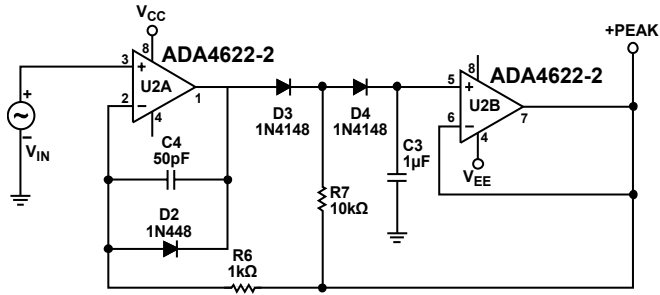 VCC
+PEAK
ADA4622-2
ADA4622-2
8
8
3
+
5
+
U2A
U2B
1
7
2
−
6
−
4
4
D3
1N4148
D4
1N4148
+
−
VIN
C4
50pF
C3
1µF
VEE
R7
10kΩ
D2
1N448
R6
1kΩ